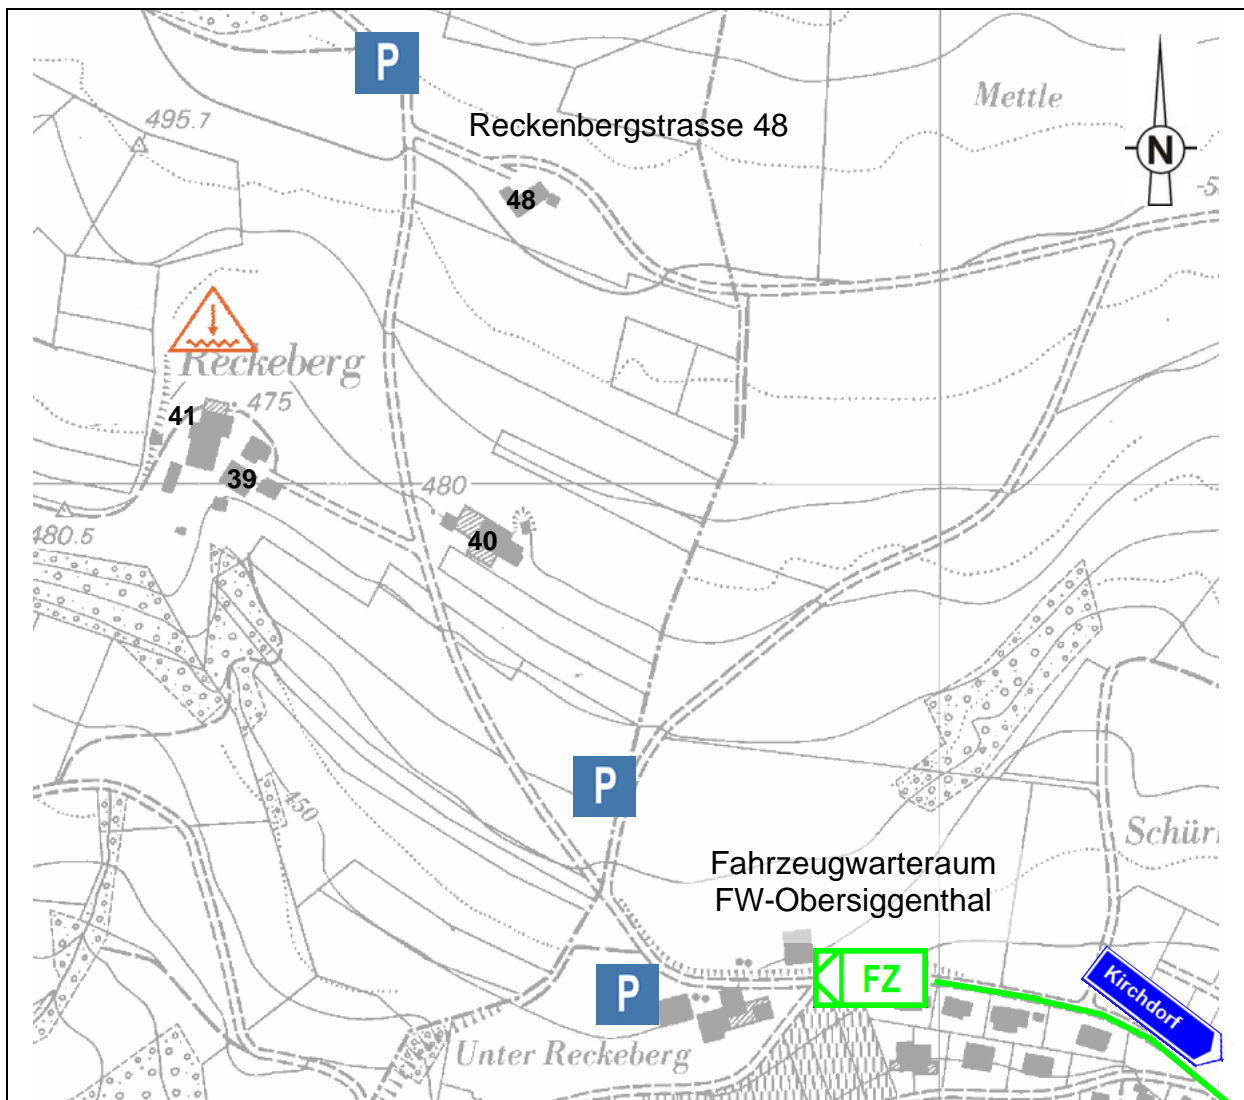 P
Mettle
495.7
Reckenbergstrasse 48
N
48
-5
Reckeberg
41
475
39
480
480.5
40
P
450
Schür
Fahrzeugwarteraum
FW-Obersiggenthal
P
FZ
Kirchdorf
Unter Reckeberg